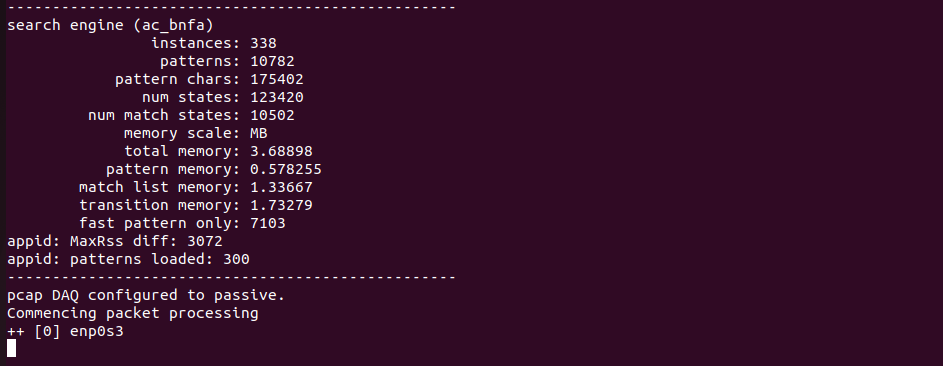 --------------------------------------------------
search engine (ac_bnfa)
                instances: 338
                 patterns: 10782
            pattern chars: 175402
               num states: 123420
         num match states: 10502
             memory scale: MB
             total memory: 3.68898
           pattern memory: 0.578255
        match list memory: 1.33667
        transition memory: 1.73279
        fast pattern only: 7103
appid: MaxRss diff: 3072
appid: patterns loaded: 300
--------------------------------------------------
pcap DAQ configured to passive.
Commencing packet processing
++ [0] enp0s3